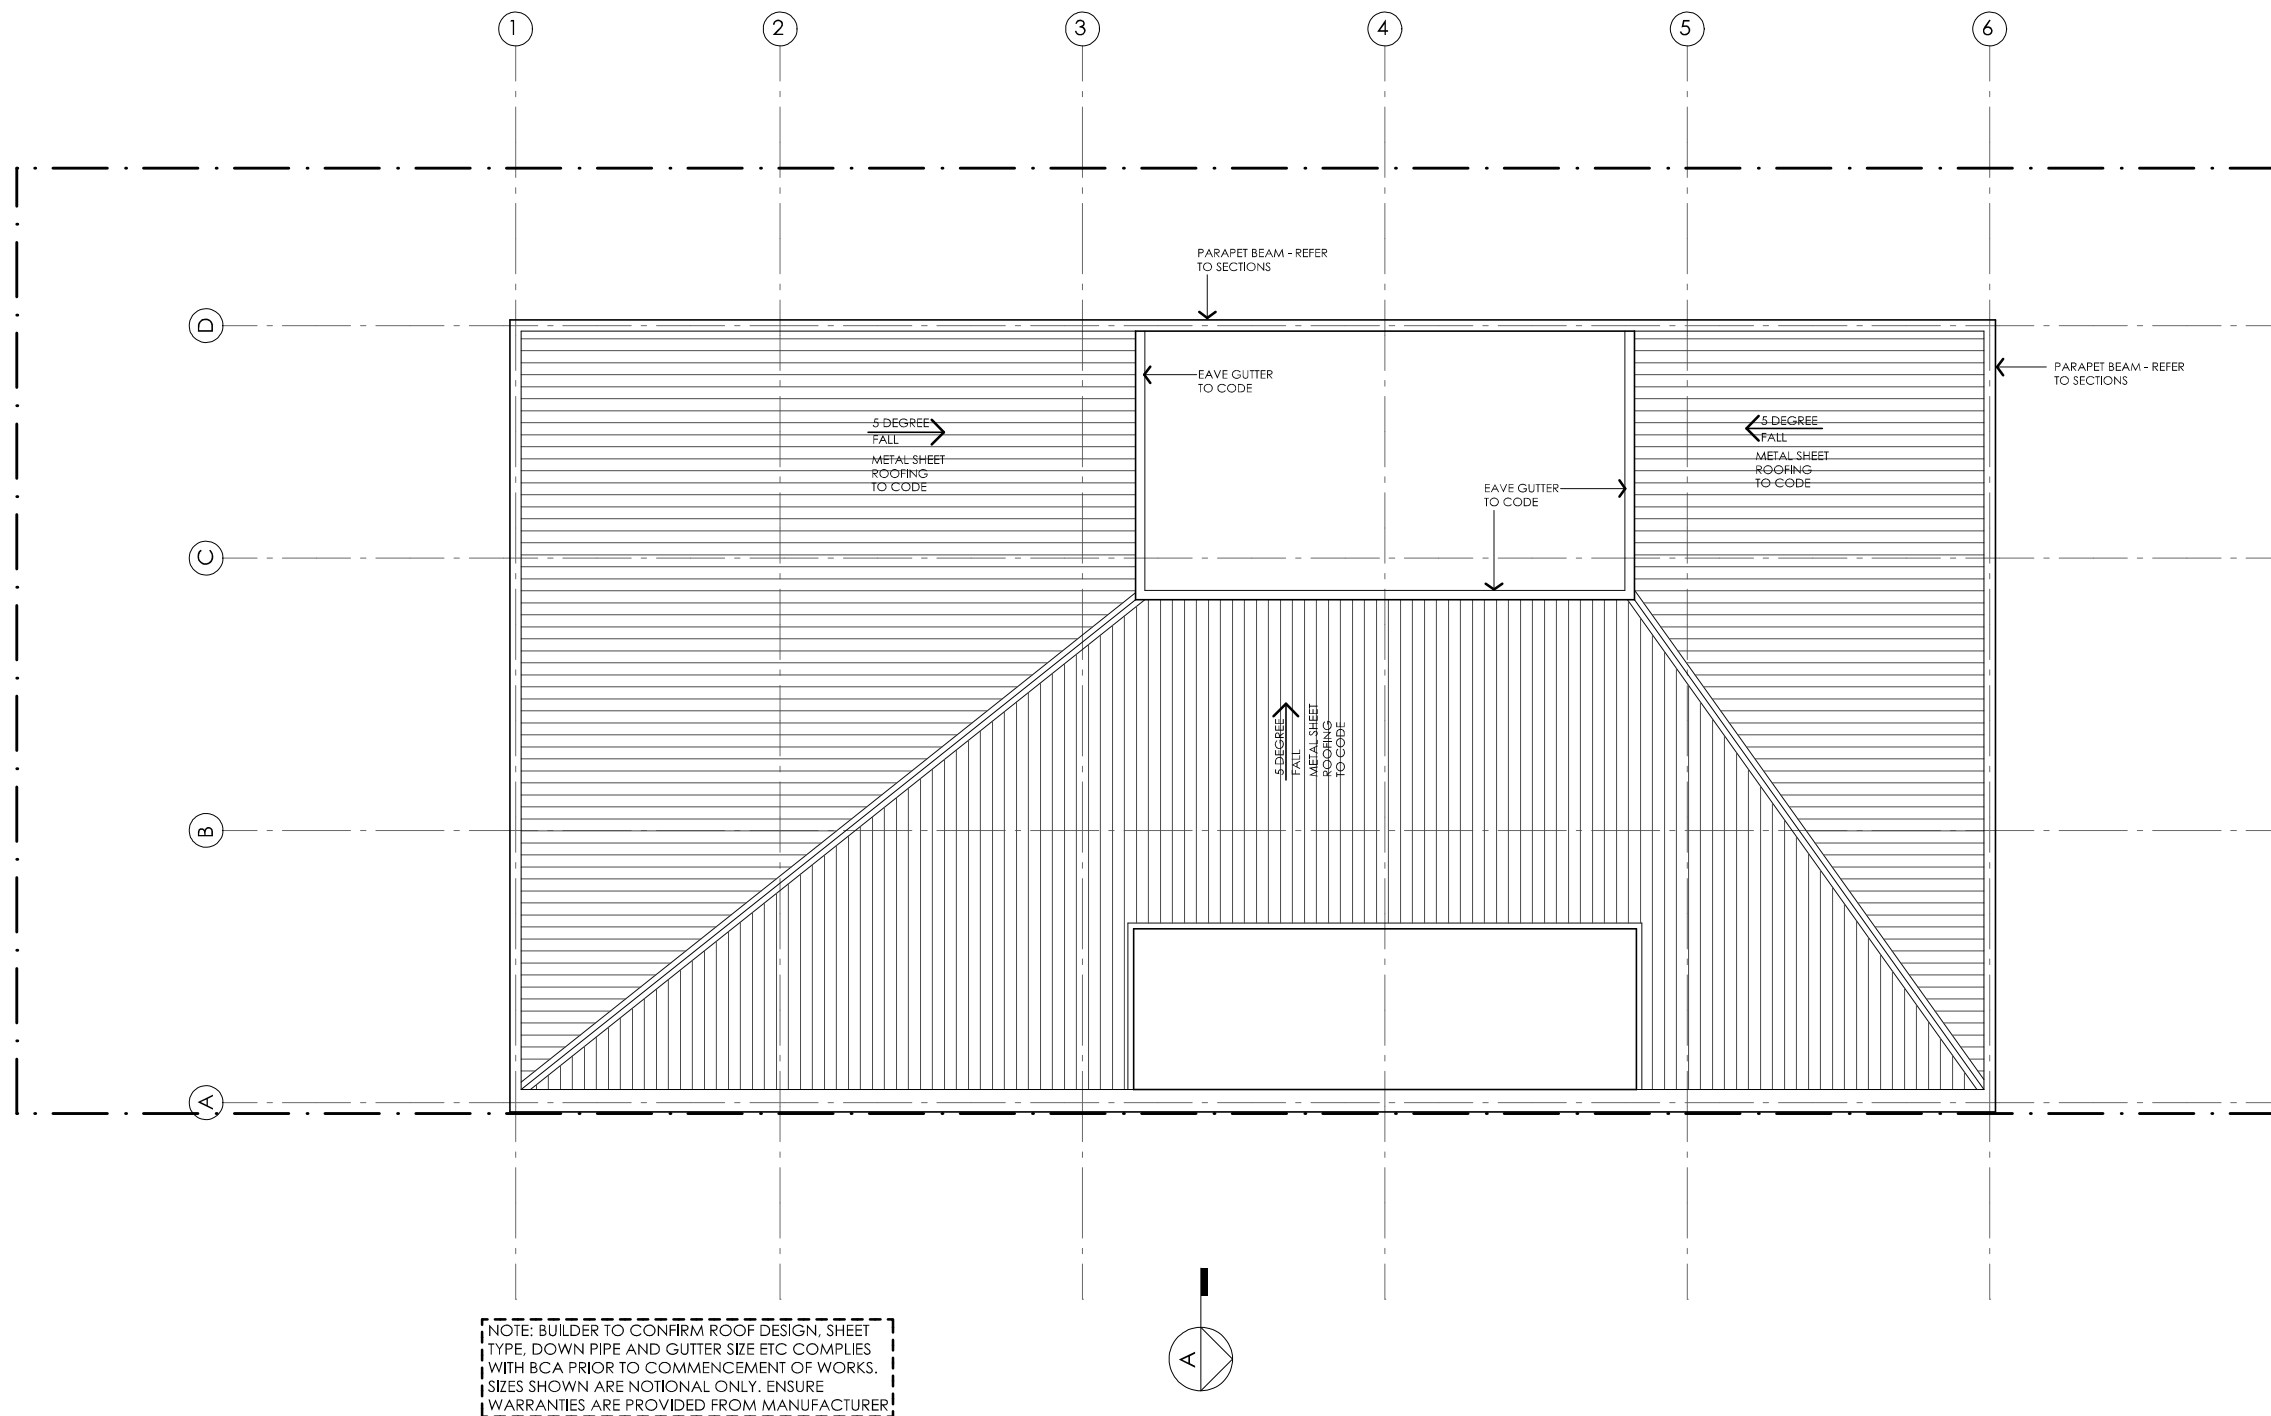 1
2
3
4
5
6
PARAPET BEAM - REFER
TO SECTIONS
D
EAVE GUTTER
TO CODE
PARAPET BEAM - REFER
TO SECTIONS
5 DEGREE
FALL
METAL SHEET
ROOFING
TO CODE
5 DEGREE
FALL
METAL SHEET
ROOFING
TO CODE
EAVE GUTTER
TO CODE
C
5 DEGREE
FALL
METAL SHEET
ROOFING
TO CODE
B
A
NOTE: BUILDER TO CONFIRM ROOF DESIGN, SHEET
TYPE, DOWN PIPE AND GUTTER SIZE ETC COMPLIES
WITH BCA PRIOR TO COMMENCEMENT OF WORKS.
SIZES SHOWN ARE NOTIONAL ONLY. ENSURE
WARRANTIES ARE PROVIDED FROM MANUFACTURER
A